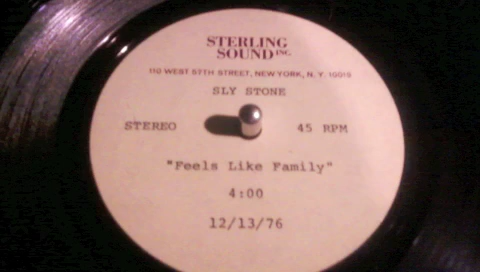 STERLING
SOUND INC.
110 WEST 57TH STREET, NEW YORK, N. Y. 10019
SLY STONE
STEREO 45 RPM
"Feels Like Family"
4:00
12/13/76